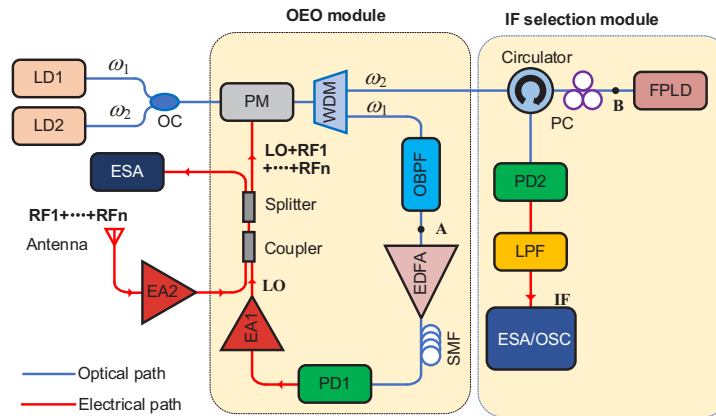 OEO module
IF selection module
LD1
ω1
LD2
ω2
OC
PM
WDM
ω2
ω1
Circulator
PC
B
FPLD
ESA
LO+RF1
+•••+RFn
OBPF
PD2
RF1+•••+RFn
Antenna
Splitter
Coupler
A
LPF
EA2
LO
EDFA
IF
EA1
SMF
ESA/OSC
PD1
Optical path
Electrical path